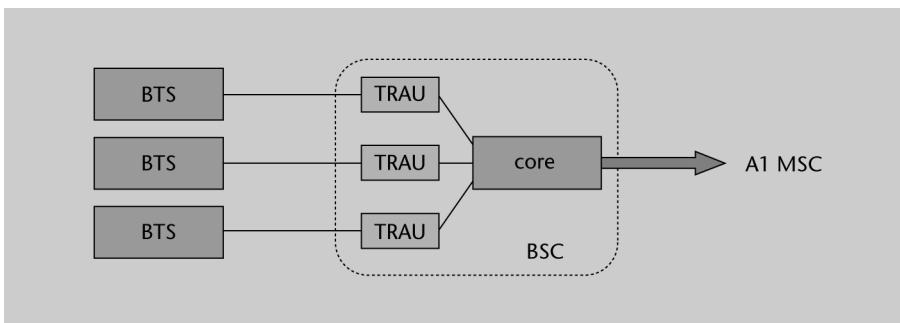 BTS
TRAU
BTS
TRAU
core
A1 MSC
BTS
TRAU
BSC